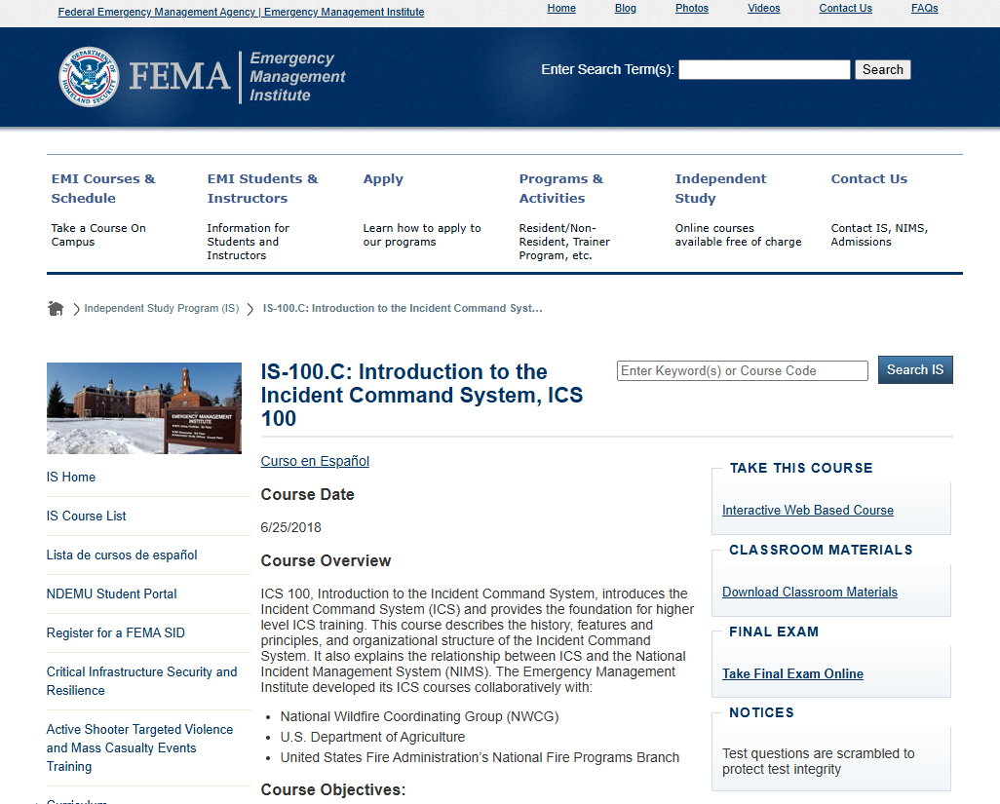 Federal Emergency Management Agency | Emergency Management Institute
Home Blog Photos Videos Contact Us FAQs
U.S. DEPARTMENT OF HOMELAND SECURITY
FEMA
Emergency
Management
Institute
Enter Search Term(s): Search
EMI Courses &
Schedule
Take a Course On
Campus
EMI Students &
Instructors
Information for
Students and
Instructors
Apply
Learn how to apply to
our programs
Programs &
Activities
Resident/Non-
Resident, Trainer
Program, etc.
Independent
Study
Online courses
available free of charge
Contact Us
Contact IS, NIMS,
Admissions
Independent Study Program (IS) IS-100.C: Introduction to the Incident Command Syst...
EMERGENCY MANAGEMENT
INSTITUTE
IS Home
IS Course List
Lista de cursos de español
NDEMU Student Portal
Register for a FEMA SID
Critical Infrastructure Security and
Resilience
Active Shooter Targeted Violence
and Mass Casualty Events
Training
Curriculum
IS-100.C: Introduction to the
Incident Command System, ICS
100
Enter Keyword(s) or Course Code Search IS
Curso en Español
Course Date
6/25/2018
Course Overview
ICS 100, Introduction to the Incident Command System, introduces the
Incident Command System (ICS) and provides the foundation for higher
level ICS training. This course describes the history, features and
principles, and organizational structure of the Incident Command
System. It also explains the relationship between ICS and the National
Incident Management System (NIMS). The Emergency Management
Institute developed its ICS courses collaboratively with:
• National Wildfire Coordinating Group (NWCG)
• U.S. Department of Agriculture
• United States Fire Administration’s National Fire Programs Branch
Course Objectives:
TAKE THIS COURSE
Interactive Web Based Course
CLASSROOM MATERIALS
Download Classroom Materials
FINAL EXAM
Take Final Exam Online
NOTICES
Test questions are scrambled to
protect test integrity